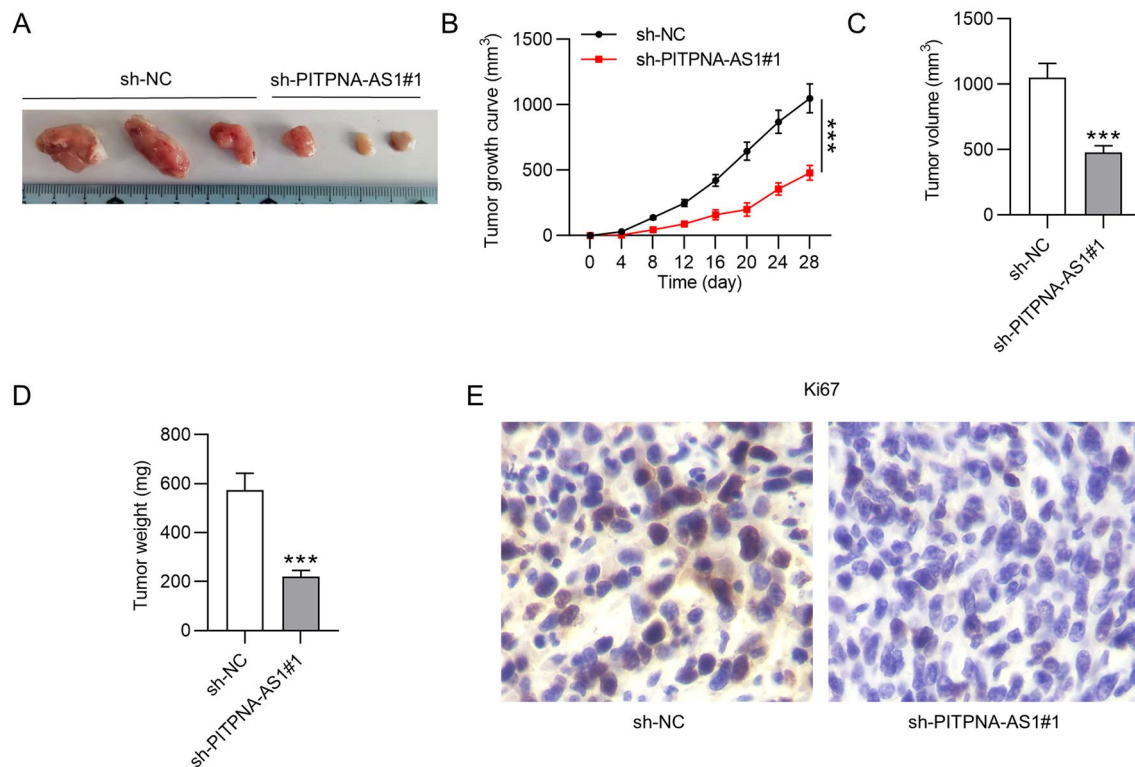 A
sh-NC
sh-PITPNA-AS1#1
B
sh-NC
sh-PITPNA-AS1#1
Tumor growth curve (mm³)
1500
1000
500
0
***
0 4 8 12 16 20 24 28
Time (day)
C
Tumor volume (mm³)
1500
1000
500
0
***
sh-NC
sh-PITPNA-AS1#1
D
Tumor weight (mg)
800
600
400
200
0
***
sh-NC
sh-PITPNA-AS1#1
E
Ki67
sh-NC
sh-PITPNA-AS1#1